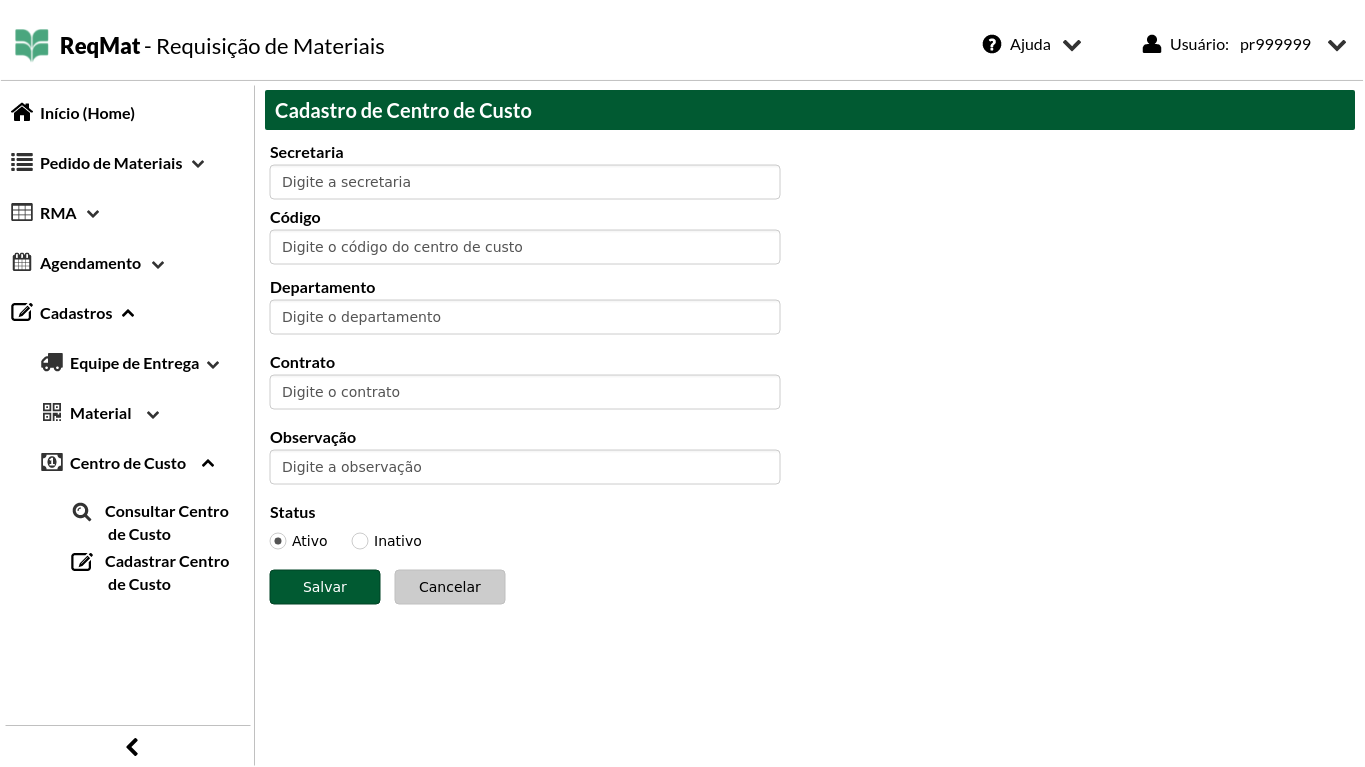 ReqMat - Requisição de Materiais
Ajuda
Usuário: pr999999
Início (Home)
Pedido de Materiais
RMA
Agendamento
Cadastros
Equipe de Entrega
Material
Centro de Custo
Consultar Centro
de Custo
Cadastrar Centro
de Custo
Cadastro de Centro de Custo
Secretaria
Digite a secretaria
Código
Digite o código do centro de custo
Departamento
Digite o departamento
Contrato
Digite o contrato
Observação
Digite a observação
Status
Ativo Inativo
Salvar Cancelar